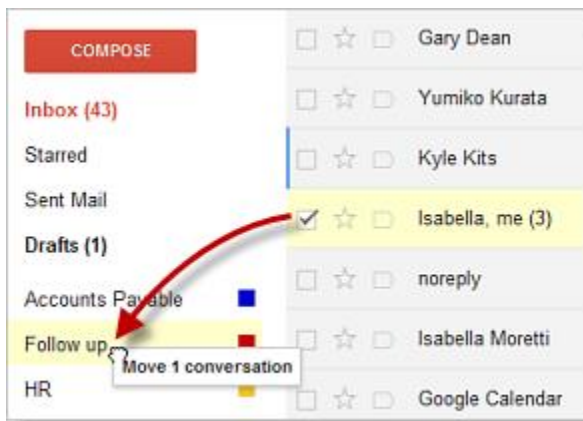 COMPOSE
Inbox (43)
Starred
Sent Mail
Drafts (1)
Accounts Payable
Follow up
HR
Move 1 conversation
Gary Dean
Yumiko Kurata
Kyle Kits
Isabella, me (3)
noreply
Isabella Moretti
Google Calendar